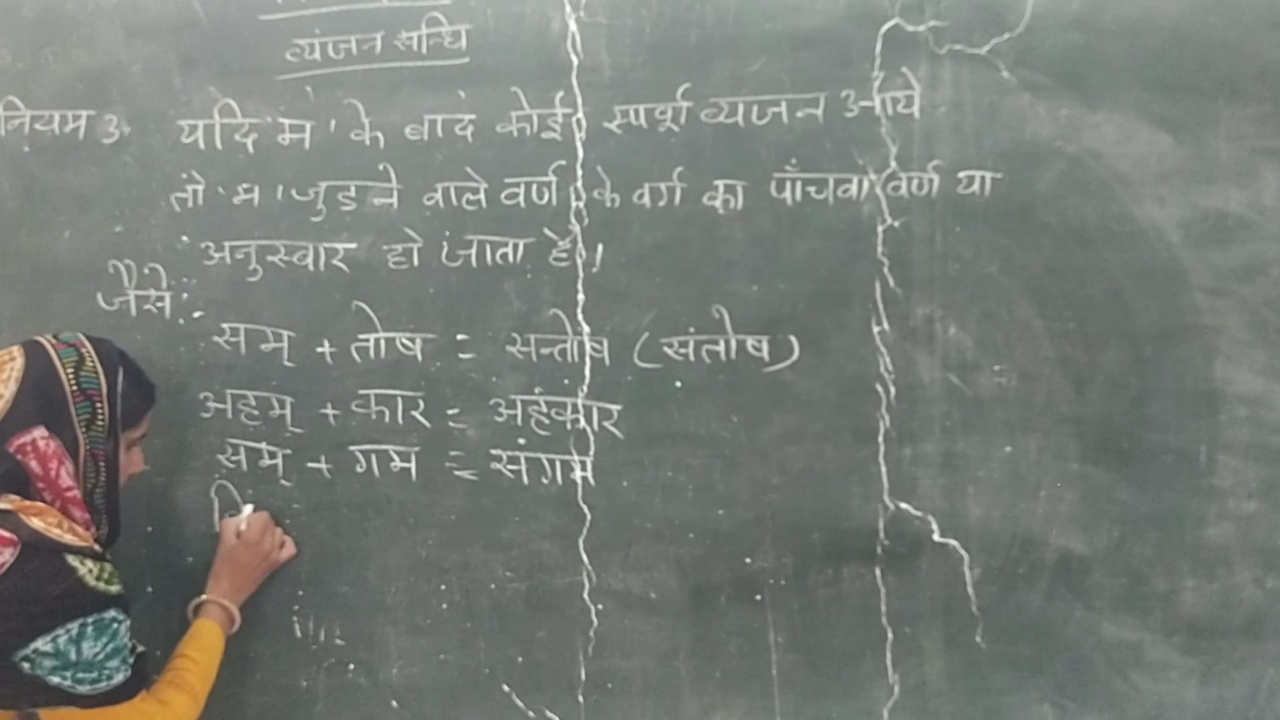 व्यंजन सन्धि
नियम 3. यदि 'म' के बाद कोई स्पर्श व्यंजन आये
तो 'म' जुड़ने वाले वर्ण के वर्ग का पाँचवा वर्ण या
अनुस्वार हो जाता है।
जैसे:-
सम् + तोष = सन्तोष (संतोष)
अहम् + कार = अहंकार
सम् + गम = संगम